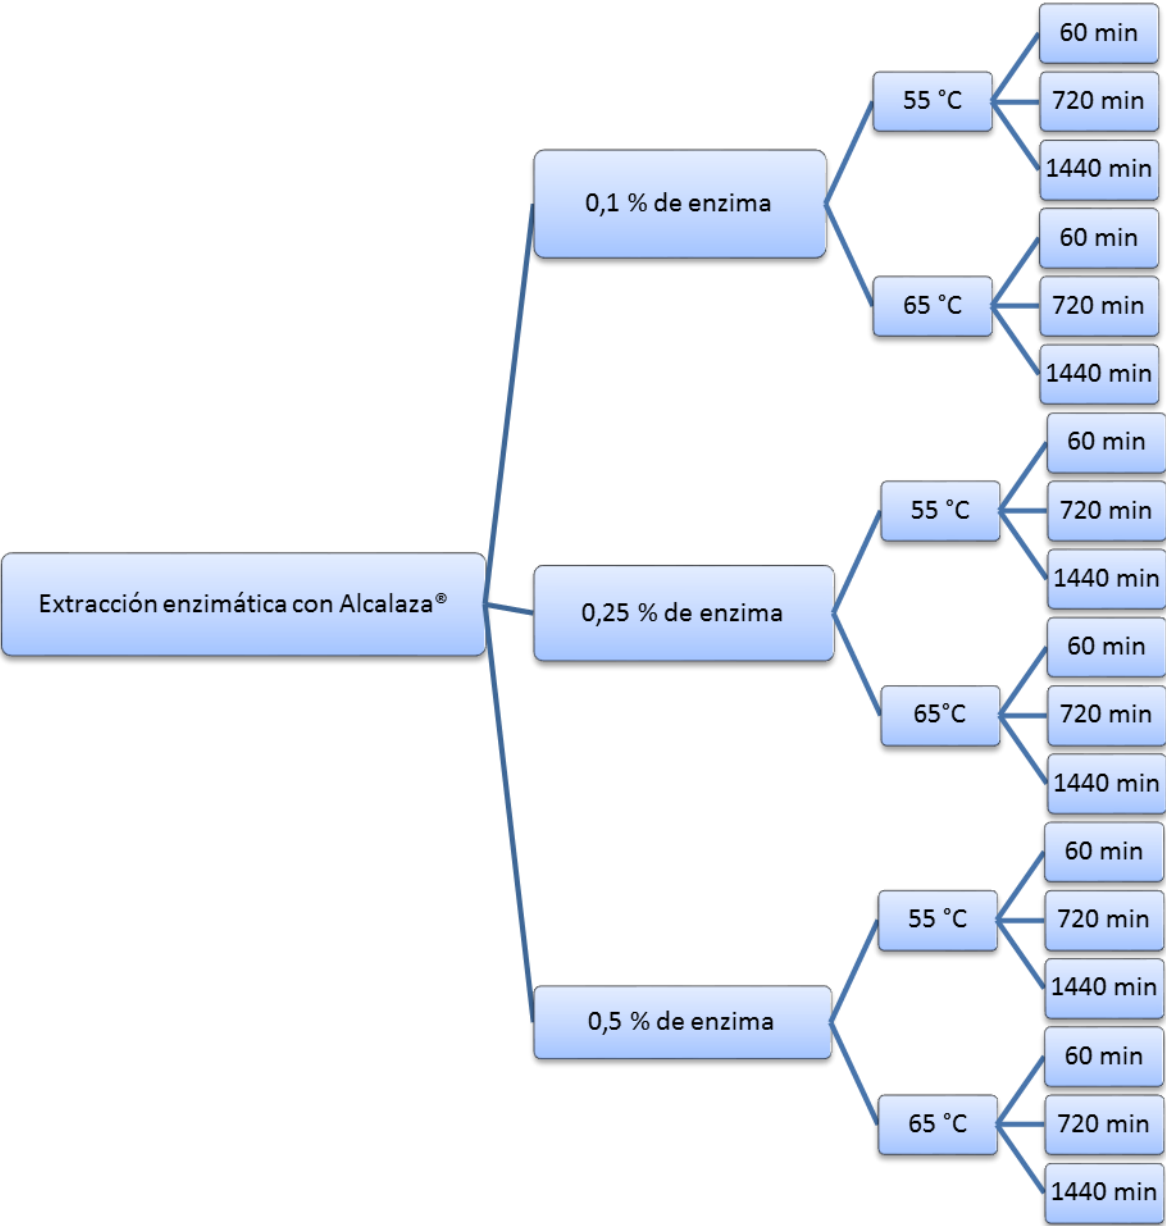 Extracción enzimática con Alcalaza®
0,1 % de enzima
55 °C
60 min
720 min
1440 min
65 °C
60 min
720 min
1440 min
0,25 % de enzima
55 °C
60 min
720 min
1440 min
65°C
60 min
720 min
1440 min
0,5 % de enzima
55 °C
60 min
720 min
1440 min
65 °C
60 min
720 min
1440 min